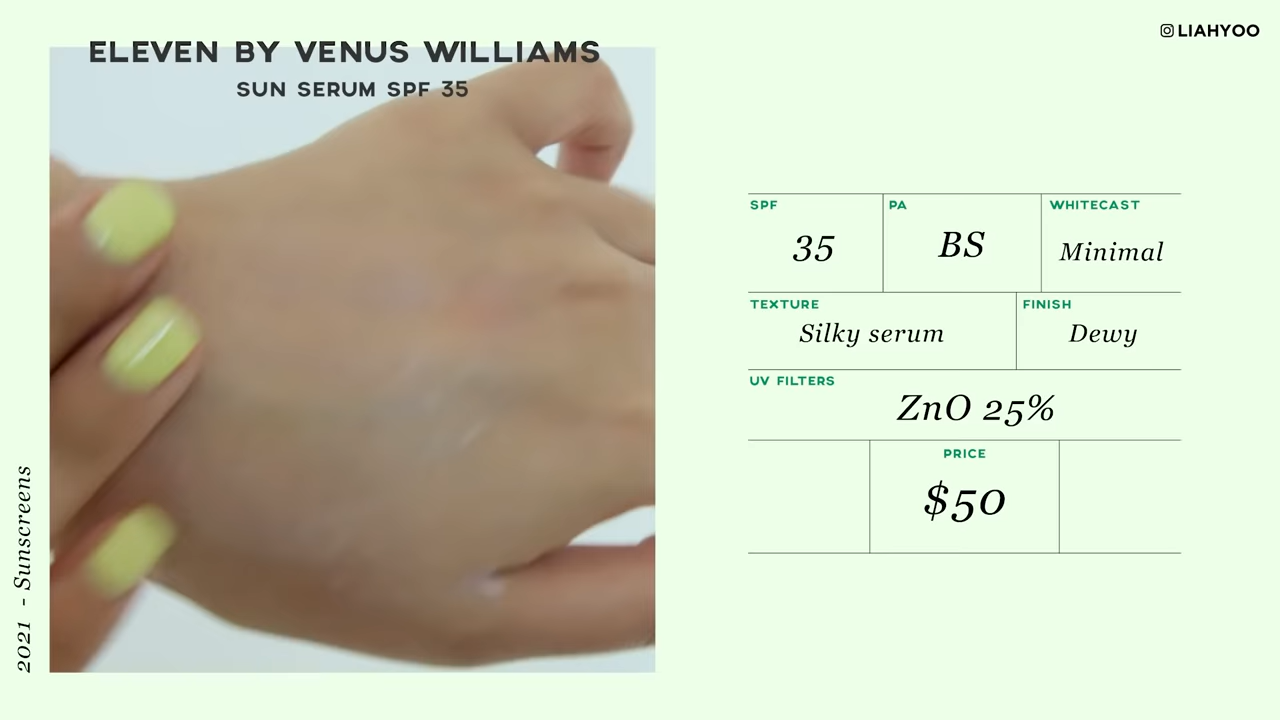 ELEVEN BY VENUS WILLIAMS
SUN SERUM SPF 35
LIAHYOO
SPF
35
PA
BS
WHITECAST
Minimal
TEXTURE
Silky serum
FINISH
Dewy
UV FILTERS
ZnO 25%
PRICE
$50
2021 - Sunscreens